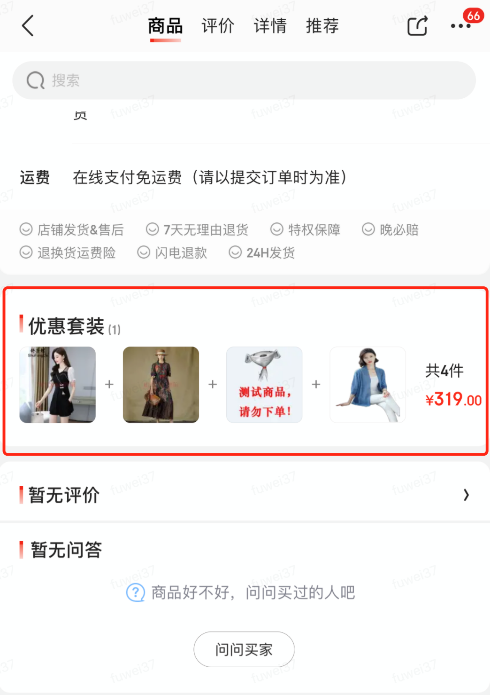 商品 评价 详情 推荐
66
搜索
运费 在线支付免运费（请以提交订单时为准）
店铺发货&售后 7天无理由退货 特权保障 晚必赔
退换货运费险 闪电退款 24H发货
优惠套装(1)
+ + +
测试商品，
请勿下单！
共4件
¥319.00
暂无评价
暂无问答
商品好不好，问问买过的人吧
问问买家
fuwei37